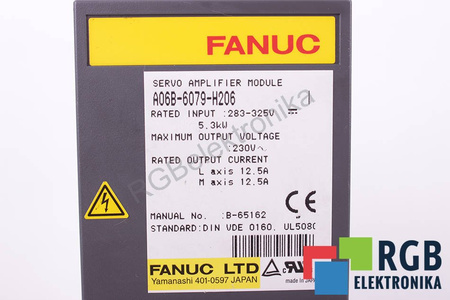 FANUC
SERVO AMPLIFIER MODULE
A06B-6079-H206
RATED INPUT :283-325V
5.3kW
MAXIMUM OUTPUT VOLTAGE
:230V~
RATED OUTPUT CURRENT
L axis 12.5A
M axis 12.5A
MANUAL NO. :B-65162
STANDARD:DIN VDE 0160, UL508C
FANUC LTD
Yamanashi 401-0597 JAPAN
CE
RGBelektronika
RGB
ELEKTRONIKA